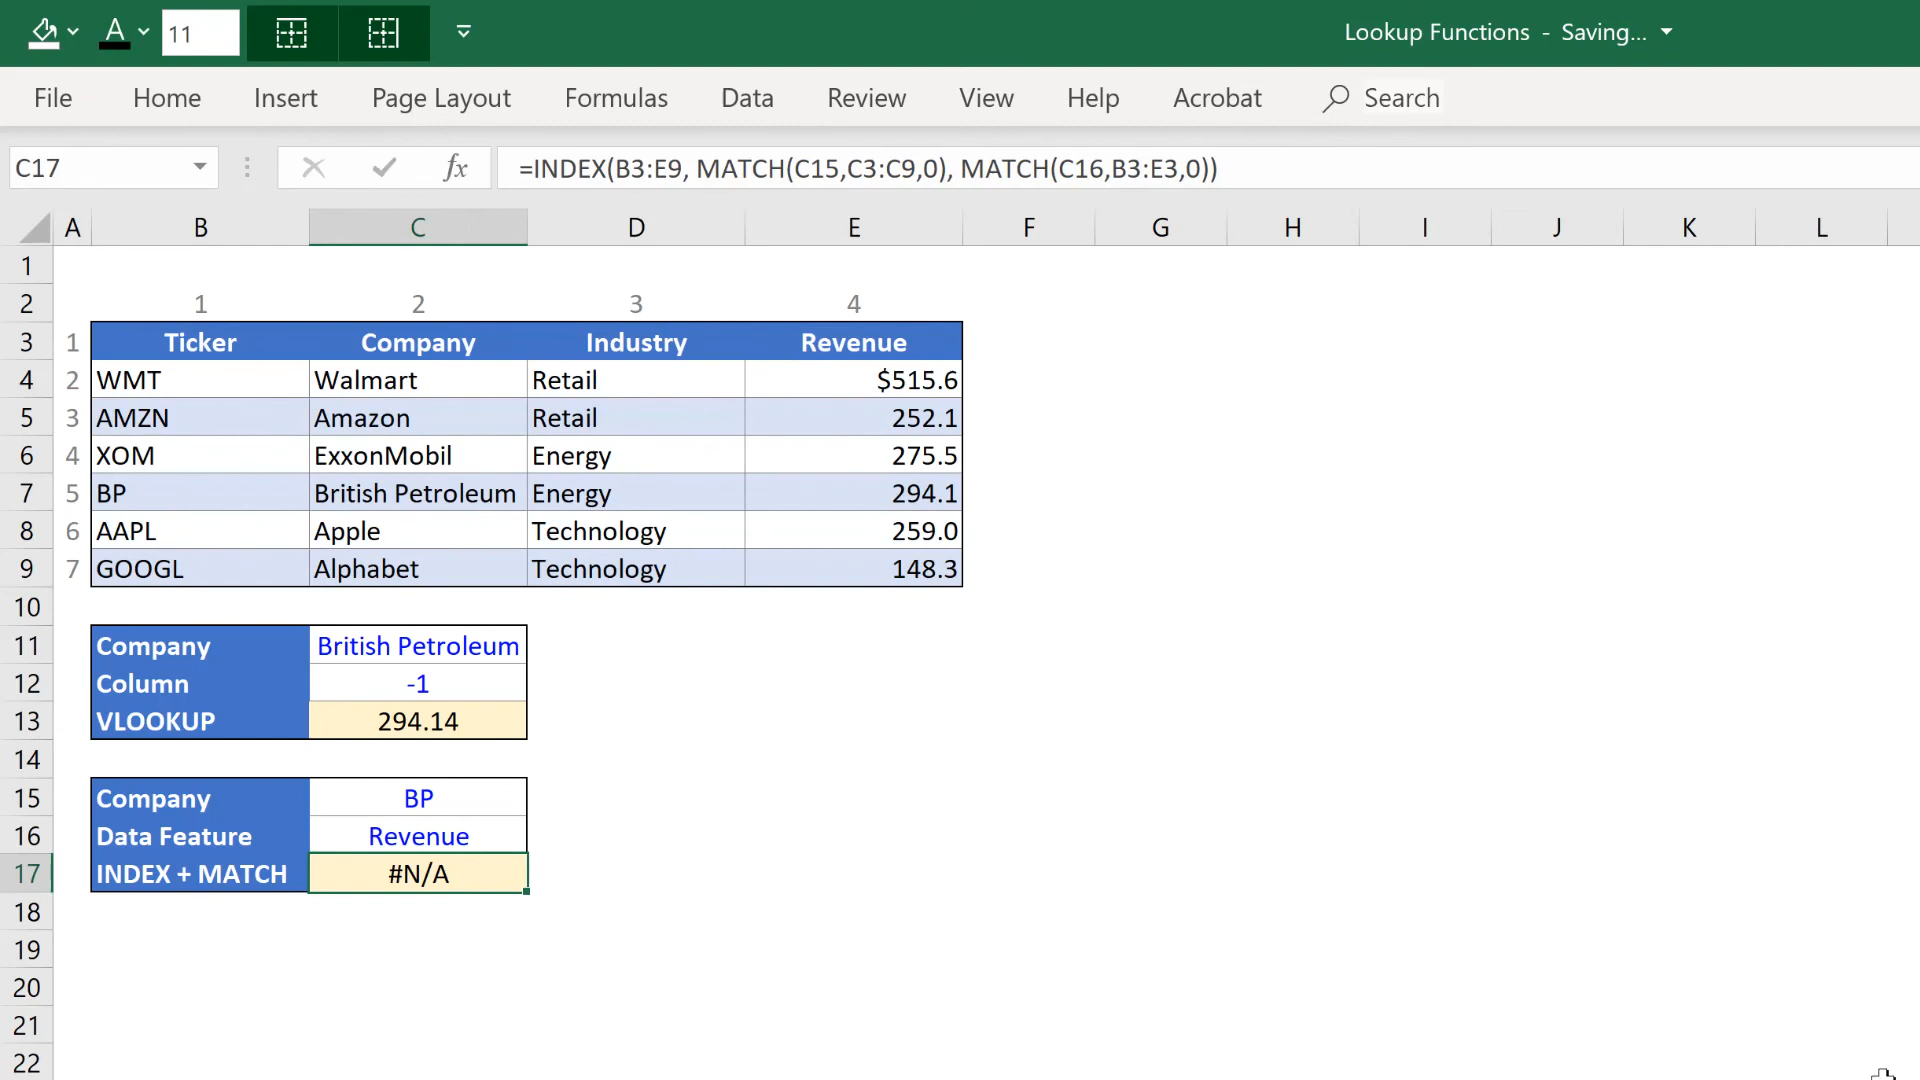 A 11 Lookup Functions - Saving...
File Home Insert Page Layout Formulas Data Review View Help Acrobat Search
C17 fx =INDEX(B3:E9, MATCH(C15,C3:C9,0), MATCH(C16,B3:E3,0))
A B C D E F G H I J K L
1
2 1 2 3 4
3 1 Ticker Company Industry Revenue
4 2 WMT Walmart Retail $515.6
5 3 AMZN Amazon Retail 252.1
6 4 XOM ExxonMobil Energy 275.5
7 5 BP British Petroleum Energy 294.1
8 6 AAPL Apple Technology 259.0
9 7 GOOGL Alphabet Technology 148.3
10
11 Company British Petroleum
12 Column -1
13 VLOOKUP 294.14
14
15 Company BP
16 Data Feature Revenue
17 INDEX + MATCH #N/A
18
19
20
21
22